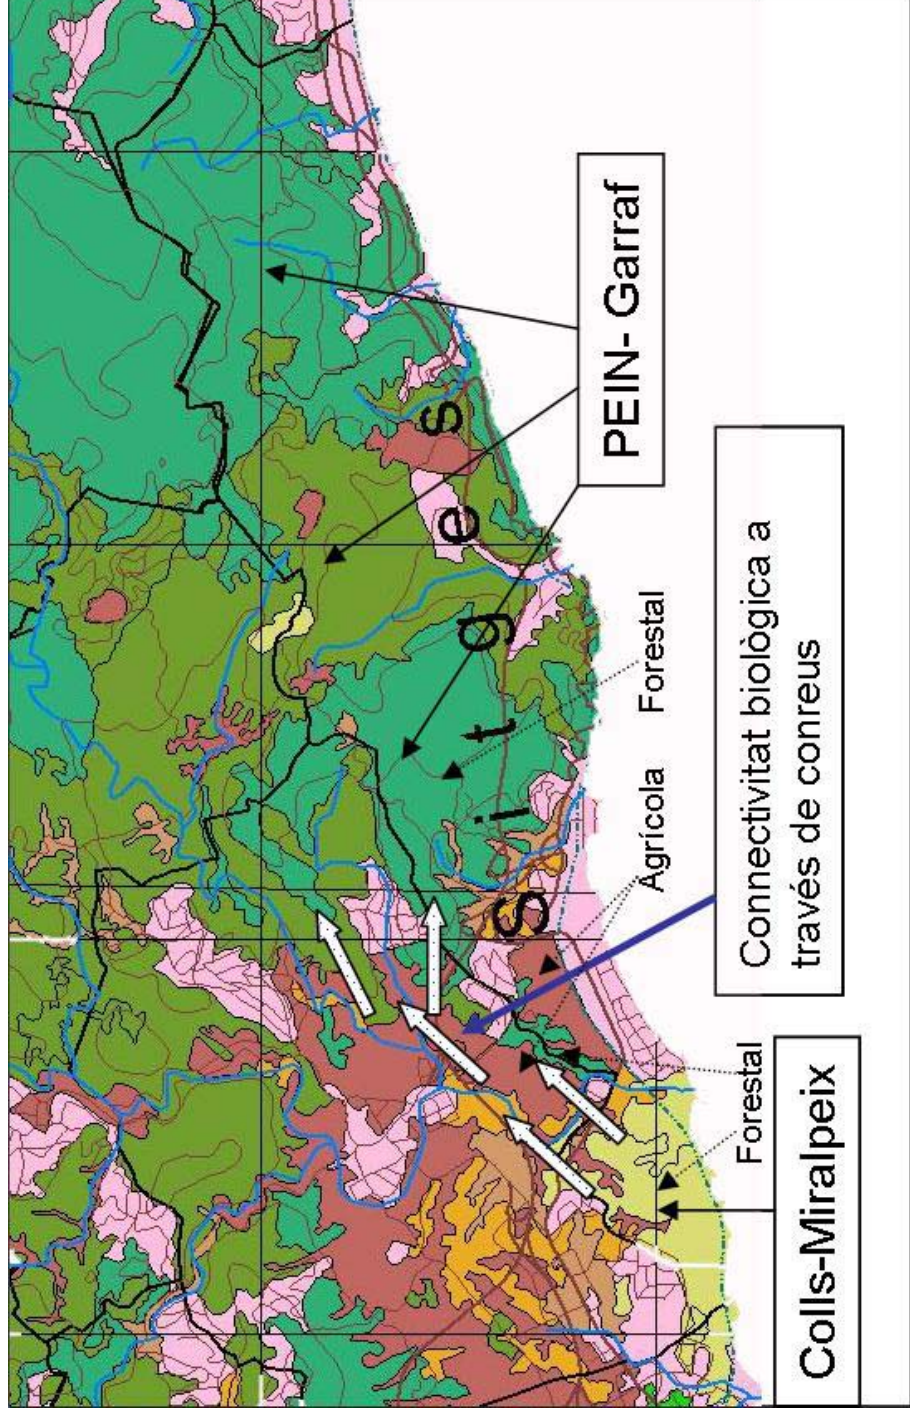 S i t g e s
PEIN- Garraf
Agrícola
Forestal
Forestal
Connectivitat biològica a
través de conreus
Colls-Miralpeix